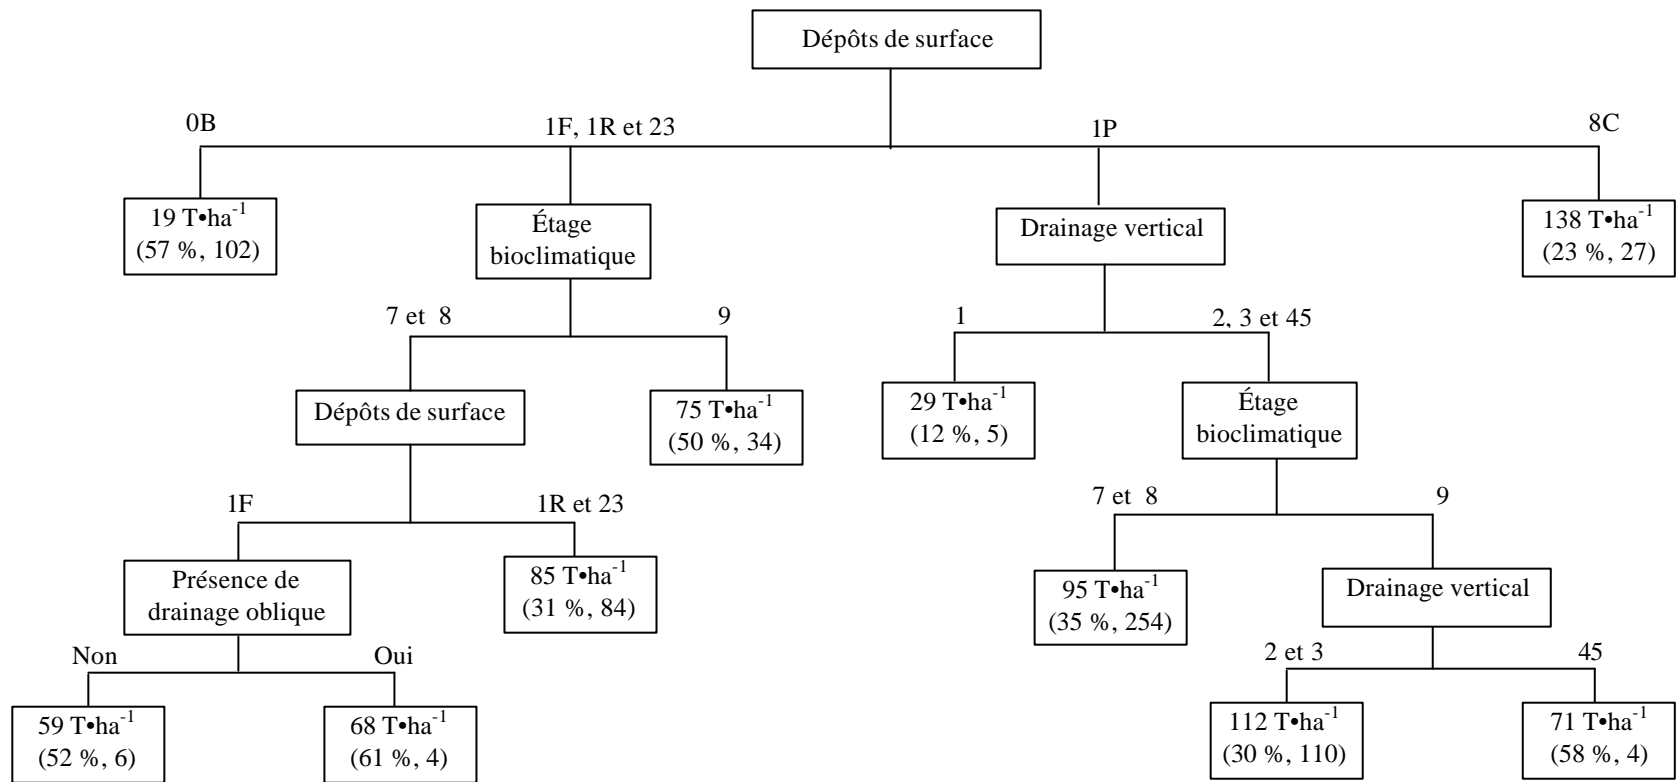 Dépôts de surface
0B
1F, 1R et 23
1P
8C
19 T•ha⁻¹
(57 %, 102)
Étage
bioclimatique
Drainage vertical
138 T•ha⁻¹
(23 %, 27)
7 et 8
9
1
2, 3 et 45
Dépôts de surface
75 T•ha⁻¹
(50 %, 34)
29 T•ha⁻¹
(12 %, 5)
Étage
bioclimatique
1F
1R et 23
7 et 8
9
Présence de
drainage oblique
85 T•ha⁻¹
(31 %, 84)
95 T•ha⁻¹
(35 %, 254)
Drainage vertical
Non
Oui
2 et 3
45
59 T•ha⁻¹
(52 %, 6)
68 T•ha⁻¹
(61 %, 4)
112 T•ha⁻¹
(30 %, 110)
71 T•ha⁻¹
(58 %, 4)